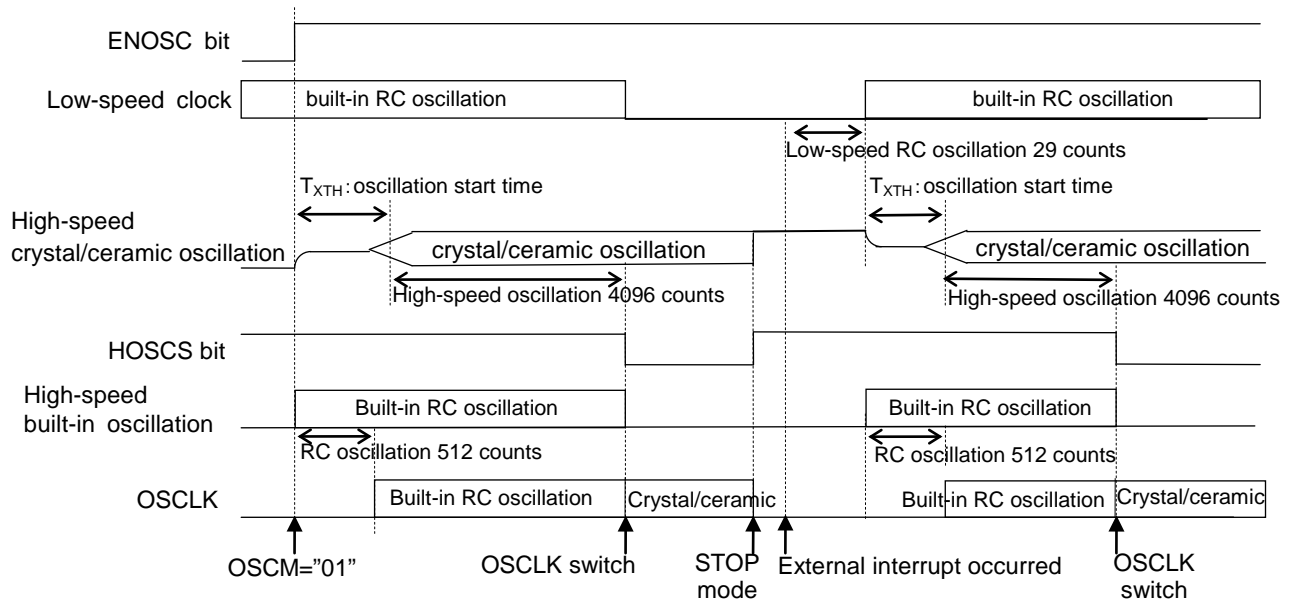 ENOSC bit
Low-speed clock
built-in RC oscillation
built-in RC oscillation
Low-speed RC oscillation 29 counts
TXTH: oscillation start time
TXTH: oscillation start time
High-speed
crystal/ceramic oscillation
crystal/ceramic oscillation
crystal/ceramic oscillation
High-speed oscillation 4096 counts
High-speed oscillation 4096 counts
HOSCS bit
High-speed
built-in oscillation
Built-in RC oscillation
Built-in RC oscillation
RC oscillation 512 counts
RC oscillation 512 counts
OSCLK
Built-in RC oscillation
Crystal/ceramic
Built-in RC oscillation
Crystal/ceramic
OSCM="01"
OSCLK switch
STOP
mode
External interrupt occurred
OSCLK
switch